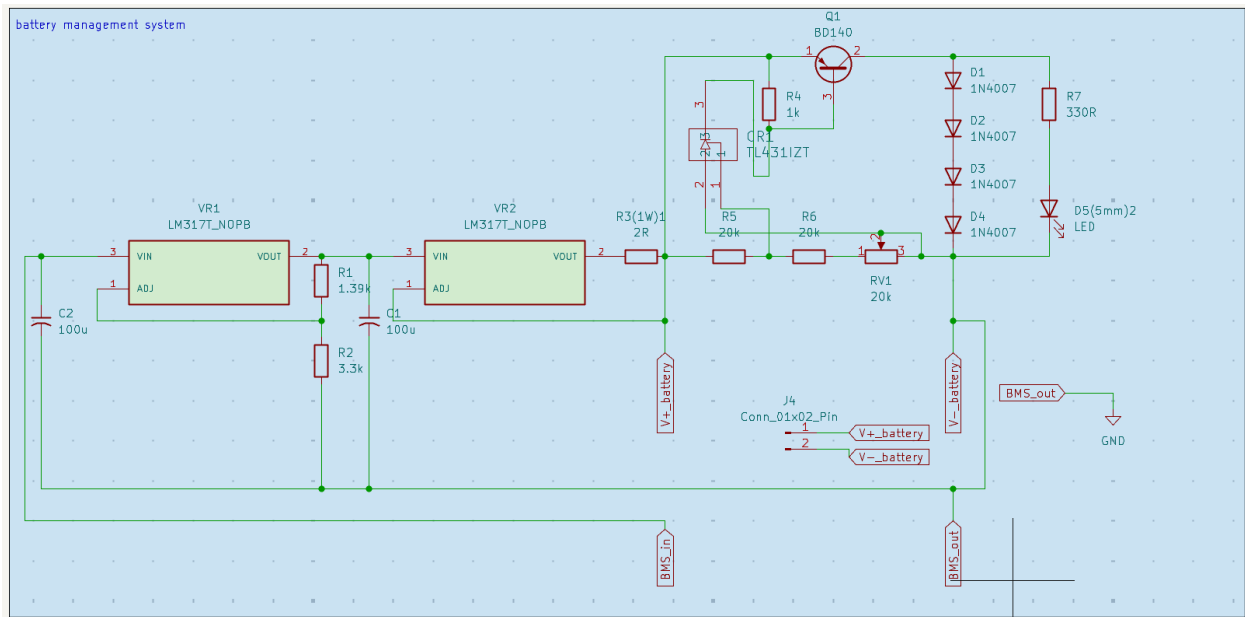 battery management system
Q1
BD140
1
2
3
D1
1N4007
R4
1k
R7
330R
3
D2
1N4007
CR1
TL431IZT
3
2
1
D3
1N4007
2
1
D4
1N4007
D5(5mm)2
LED
VR1
LM317T_NOPB
VR2
LM317T_NOPB
R3(1W)1
2R
R5
20k
R6
20k
2
1
3
RV1
20k
3
VIN
VOUT
2
1
ADJ
3
VIN
VOUT
2
1
ADJ
R1
1.39k
C2
100u
C1
100u
R2
3.3k
V+_battery
V-_battery
BMS_out
GND
J4
Conn_01x02_Pin
1
V+_battery
2
V-_battery
BMS_in
BMS_out